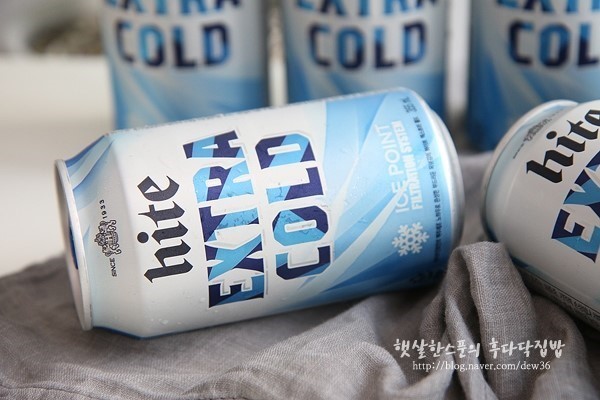 EXTRA
COLD
EXTRA
COLD
EXTRA
COLD
SINCE 1933
hite
EXTRA
COLD
ICE POINT
FILTRATION SYSTEM
hite
EX
햇살한스푼의 후다닥집밥
http://blog.naver.com/dew36